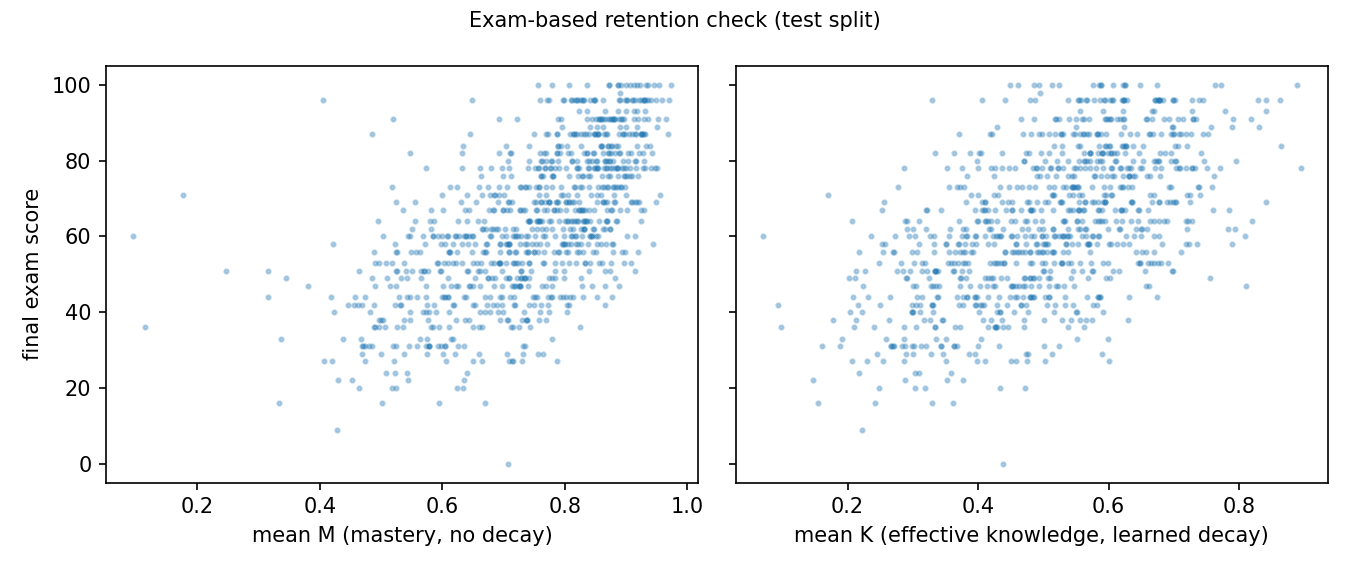 Exam-based retention check (test split)
final exam score
100
80
60
40
20
0
0.2 0.4 0.6 0.8 1.0
mean M (mastery, no decay)
0.2 0.4 0.6 0.8
mean K (effective knowledge, learned decay)